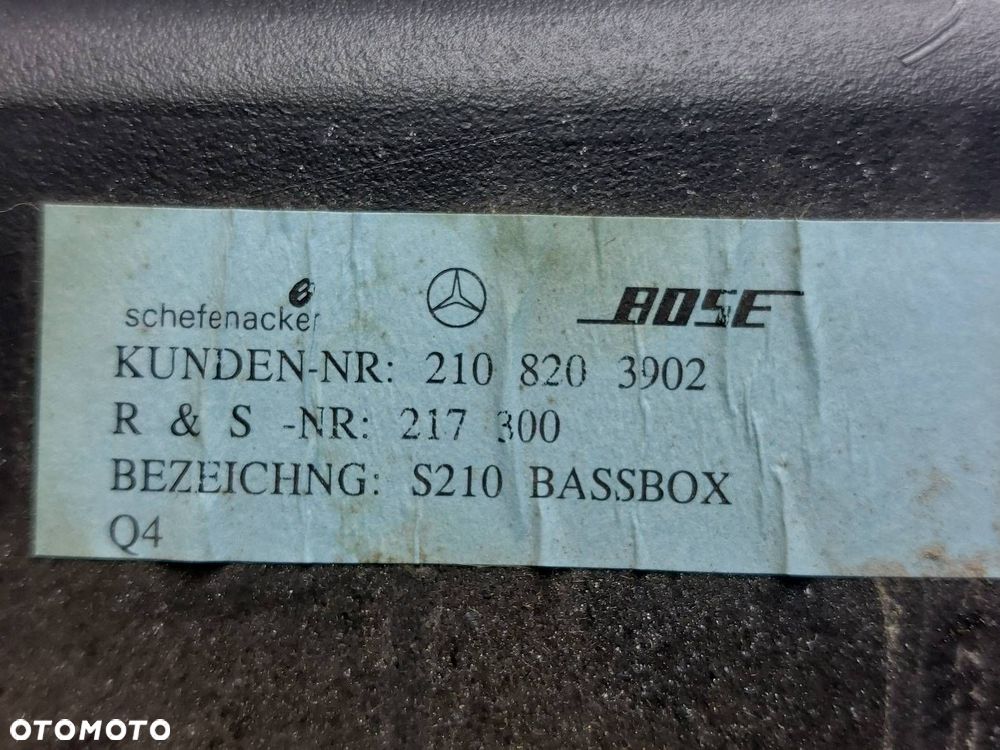 schefenacker BOSE
KUNDEN-NR: 210 820 3902
R & S -NR: 217 300
BEZEICHNG: S210 BASSBOX
Q4
OTOMOTO